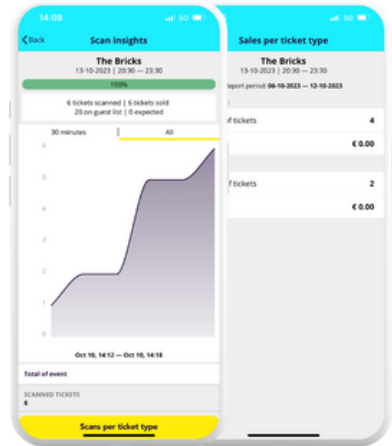 14:08
5G
Back
Scan insights
The Bricks
13-10-2023 | 20:30 — 23:30
100%
6 tickets scanned | 6 tickets sold
20 on guest list | 0 expected
30 minutes
All
6
5
4
3
2
1
0
Oct 10, 14:12 — Oct 10, 14:18
Total of event
SCANNED TICKETS
6
Scans per ticket type
5G
Sales per ticket type
The Bricks
13-10-2023 | 20:30 — 23:30
eport period: 06-10-2023 — 12-10-2023
of tickets 4
€ 0.00
f tickets 2
€ 0.00